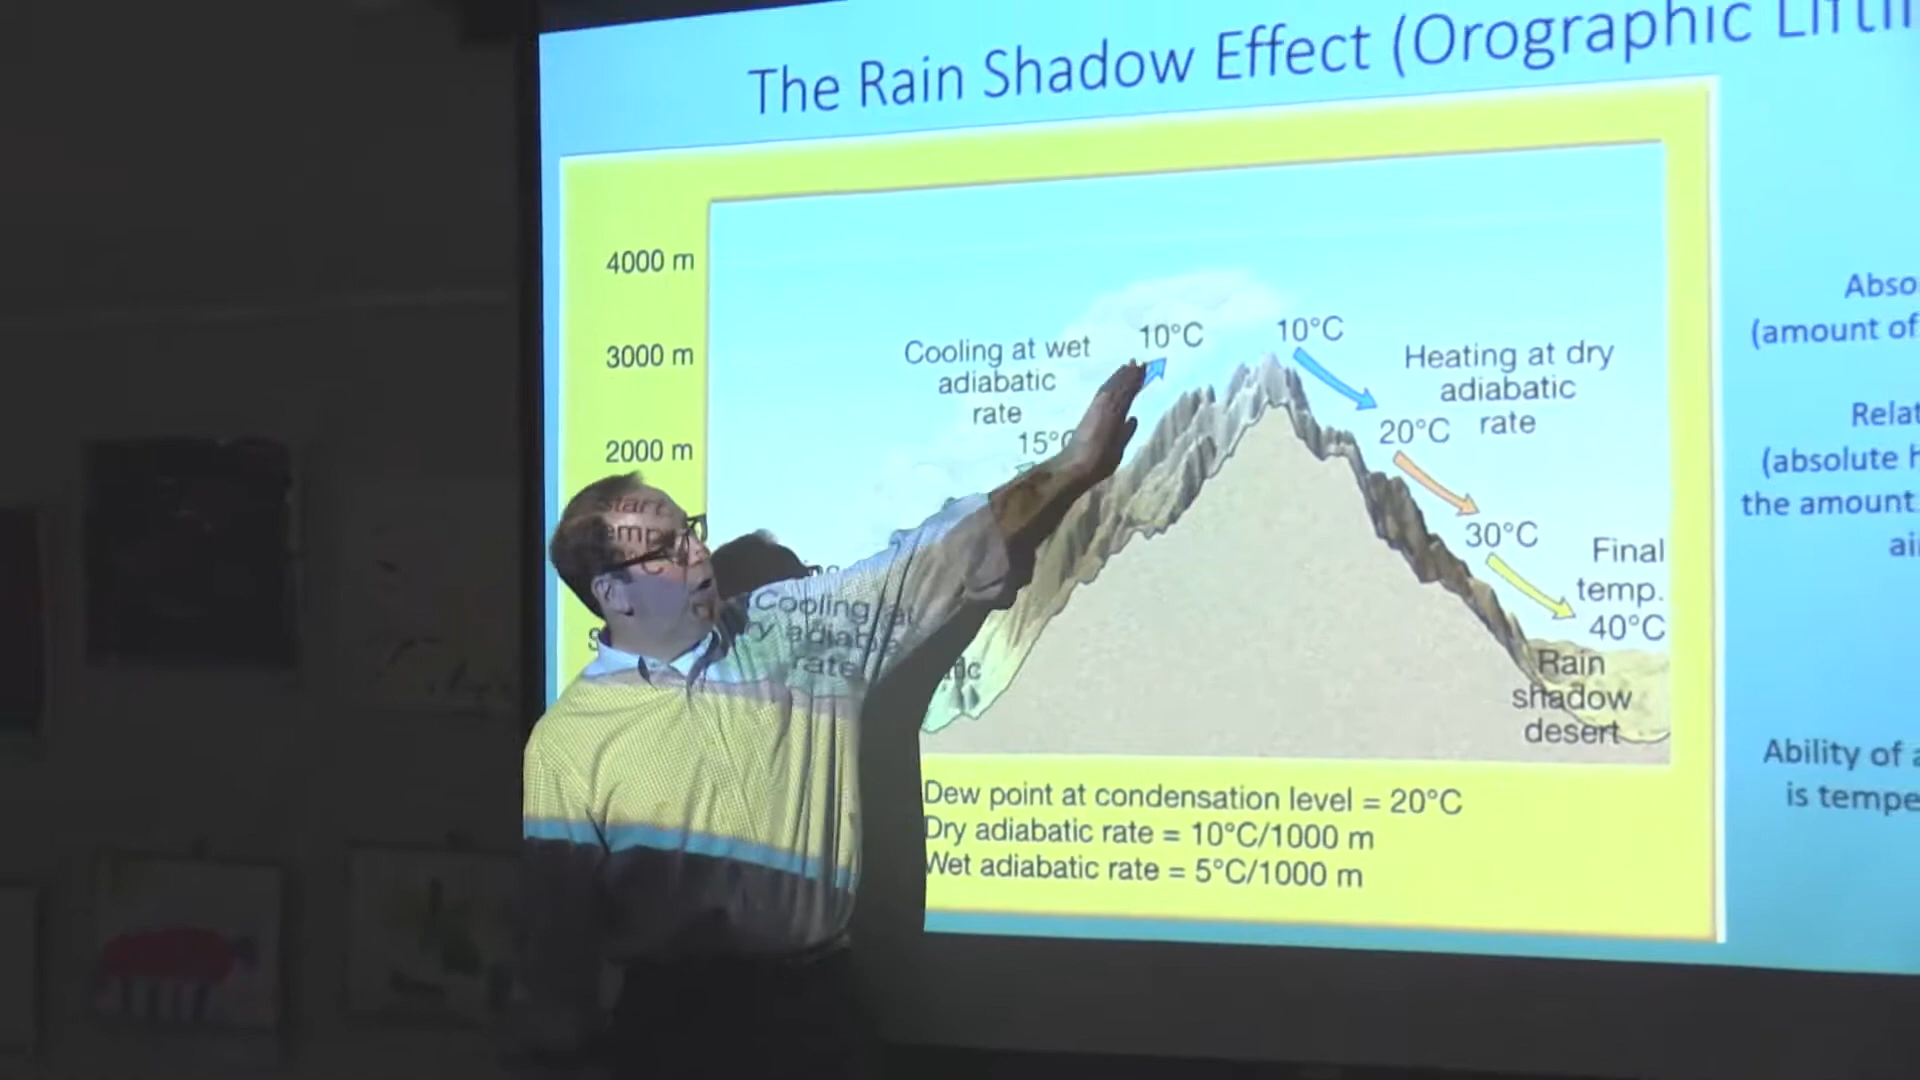 The Rain Shadow Effect (Orographic
4000 m
3000 m
2000 m
Cooling at wet
adiabatic
rate
10°C
15°C
10°C
Heating at dry
adiabatic
rate
20°C
30°C
Final
temp.
40°C
Rain
shadow
desert
Start
temp
Cooling at
dry adiabatic
rate
Dew point at condensation level = 20°C
Dry adiabatic rate = 10°C/1000 m
Wet adiabatic rate = 5°C/1000 m
Abso
(amount of
Relat
(absolute h
the amount
ai
Ability of a
is tempe